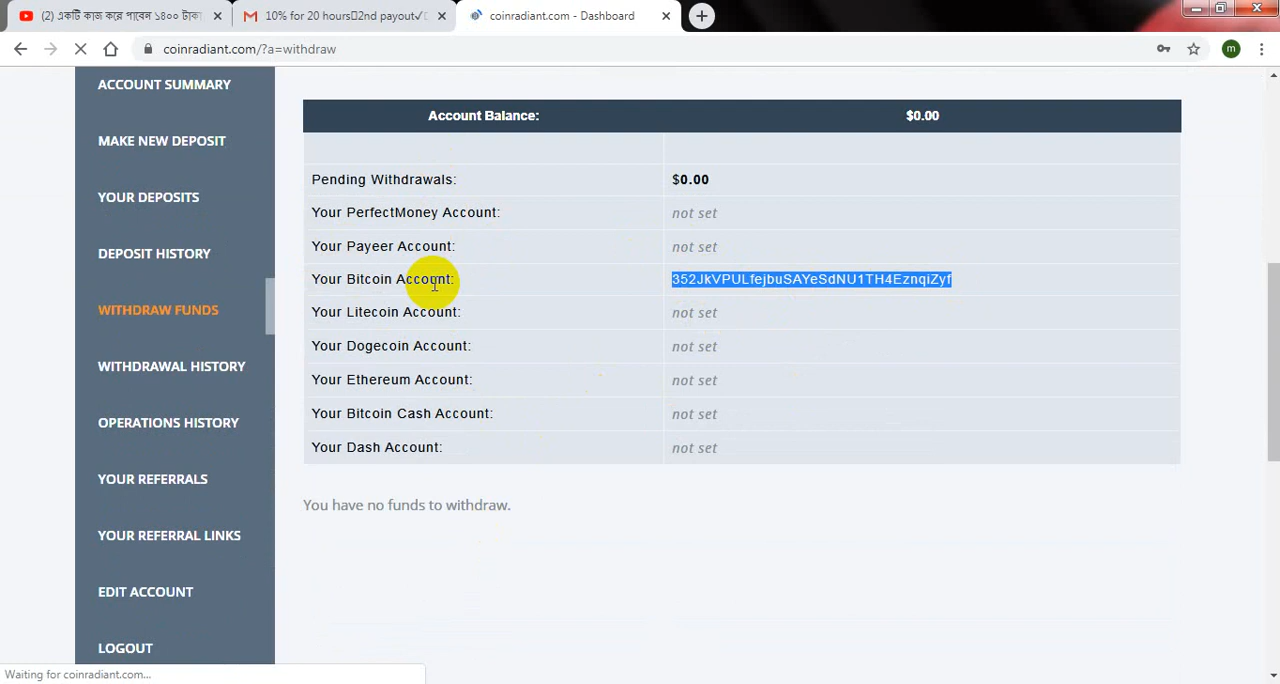 (2) একটি কাজ করে পাবেন ১৪০০ টাকা
10% for 20 hours 2nd payout✓
coinradiant.com - Dashboard
coinradiant.com/?a=withdraw
m
ACCOUNT SUMMARY
MAKE NEW DEPOSIT
YOUR DEPOSITS
DEPOSIT HISTORY
WITHDRAW FUNDS
WITHDRAWAL HISTORY
OPERATIONS HISTORY
YOUR REFERRALS
YOUR REFERRAL LINKS
EDIT ACCOUNT
LOGOUT
Account Balance: $0.00
Pending Withdrawals: $0.00
Your PerfectMoney Account: not set
Your Payeer Account: not set
Your Bitcoin Account: 352JkVPULfejbuSAYeSdNU1TH4EznqiZyf
Your Litecoin Account: not set
Your Dogecoin Account: not set
Your Ethereum Account: not set
Your Bitcoin Cash Account: not set
Your Dash Account: not set
You have no funds to withdraw.
Waiting for coinradiant.com...